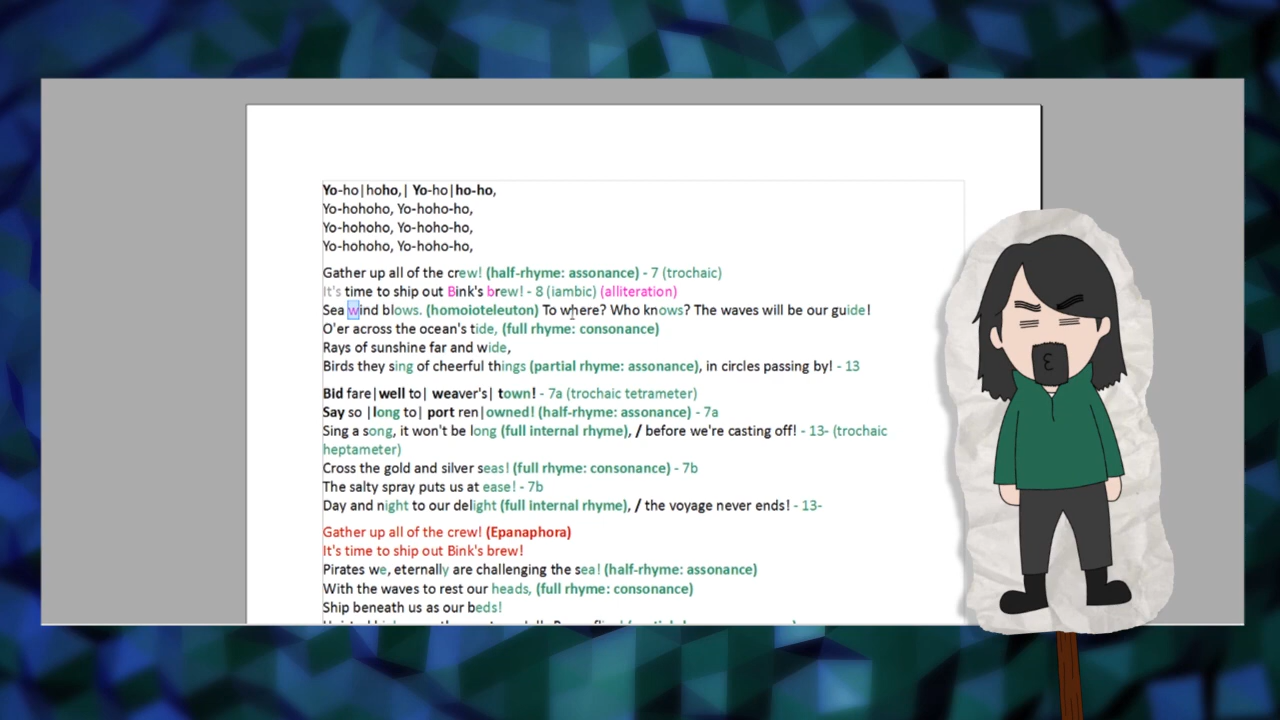 Yo-ho|hoho,| Yo-ho|ho-ho,
Yo-hohoho, Yo-hoho-ho,
Yo-hohoho, Yo-hoho-ho,
Yo-hohoho, Yo-hoho-ho,
Gather up all of the crew! (half-rhyme: assonance) - 7 (trochaic)
It's time to ship out Bink's brew! - 8 (iambic) (alliteration)
Sea wind blows. (homoioteleuton) To where? Who knows? The waves will be our guide!
O'er across the ocean's tide, (full rhyme: consonance)
Rays of sunshine far and wide,
Birds they sing of cheerful things (partial rhyme: assonance), in circles passing by! - 13
Bid fare|well to| weaver's| town! - 7a (trochaic tetrameter)
Say so |long to| port ren|owned! (half-rhyme: assonance) - 7a
Sing a song, it won't be long (full internal rhyme), / before we're casting off! - 13- (trochaic
heptameter)
Cross the gold and silver seas! (full rhyme: consonance) - 7b
The salty spray puts us at ease! - 7b
Day and night to our delight (full internal rhyme), / the voyage never ends! - 13-
Gather up all of the crew! (Epanaphora)
It's time to ship out Bink's brew!
Pirates we, eternally are challenging the sea! (half-rhyme: assonance)
With the waves to rest our heads, (full rhyme: consonance)
Ship beneath us as our beds!